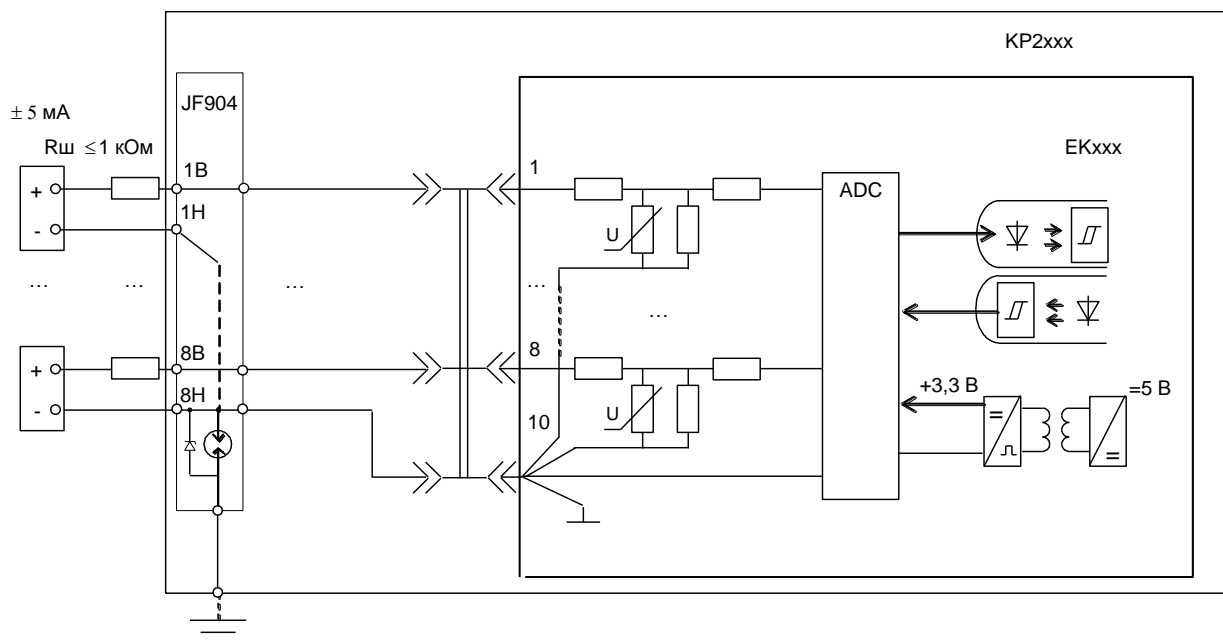 KP2xxx
JF904
± 5 мА
EKxxx
Rш ≤1 кОм
1В
1
+
ADC
1Н
-
U
...
...
...
...
...
8В
8
+
8Н
+3,3 В
=5 В
-
U
10
=
=